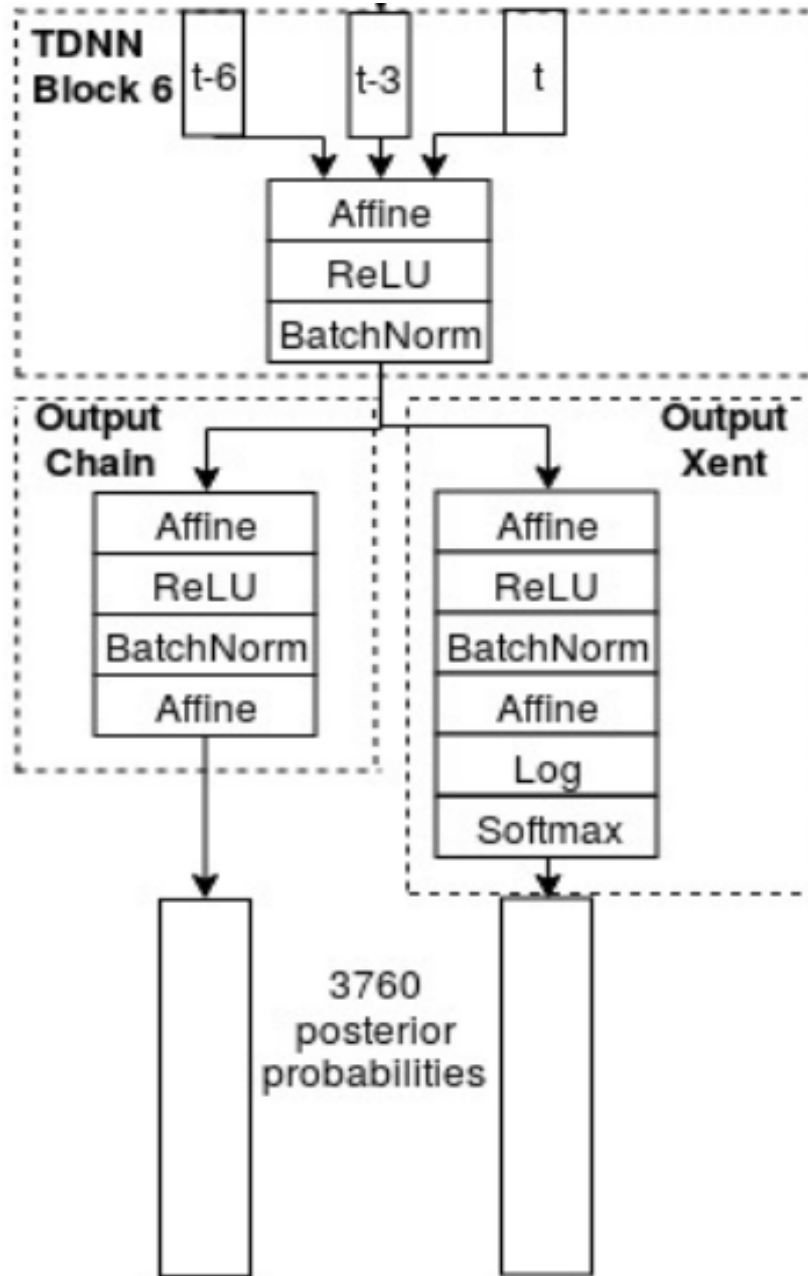 TDNN
Block 6
t-6
t-3
t
Affine
ReLU
BatchNorm
Output
Chain
Affine
ReLU
BatchNorm
Affine
Output
Xent
Affine
ReLU
BatchNorm
Affine
Log
Softmax
3760
posterior
probabilities